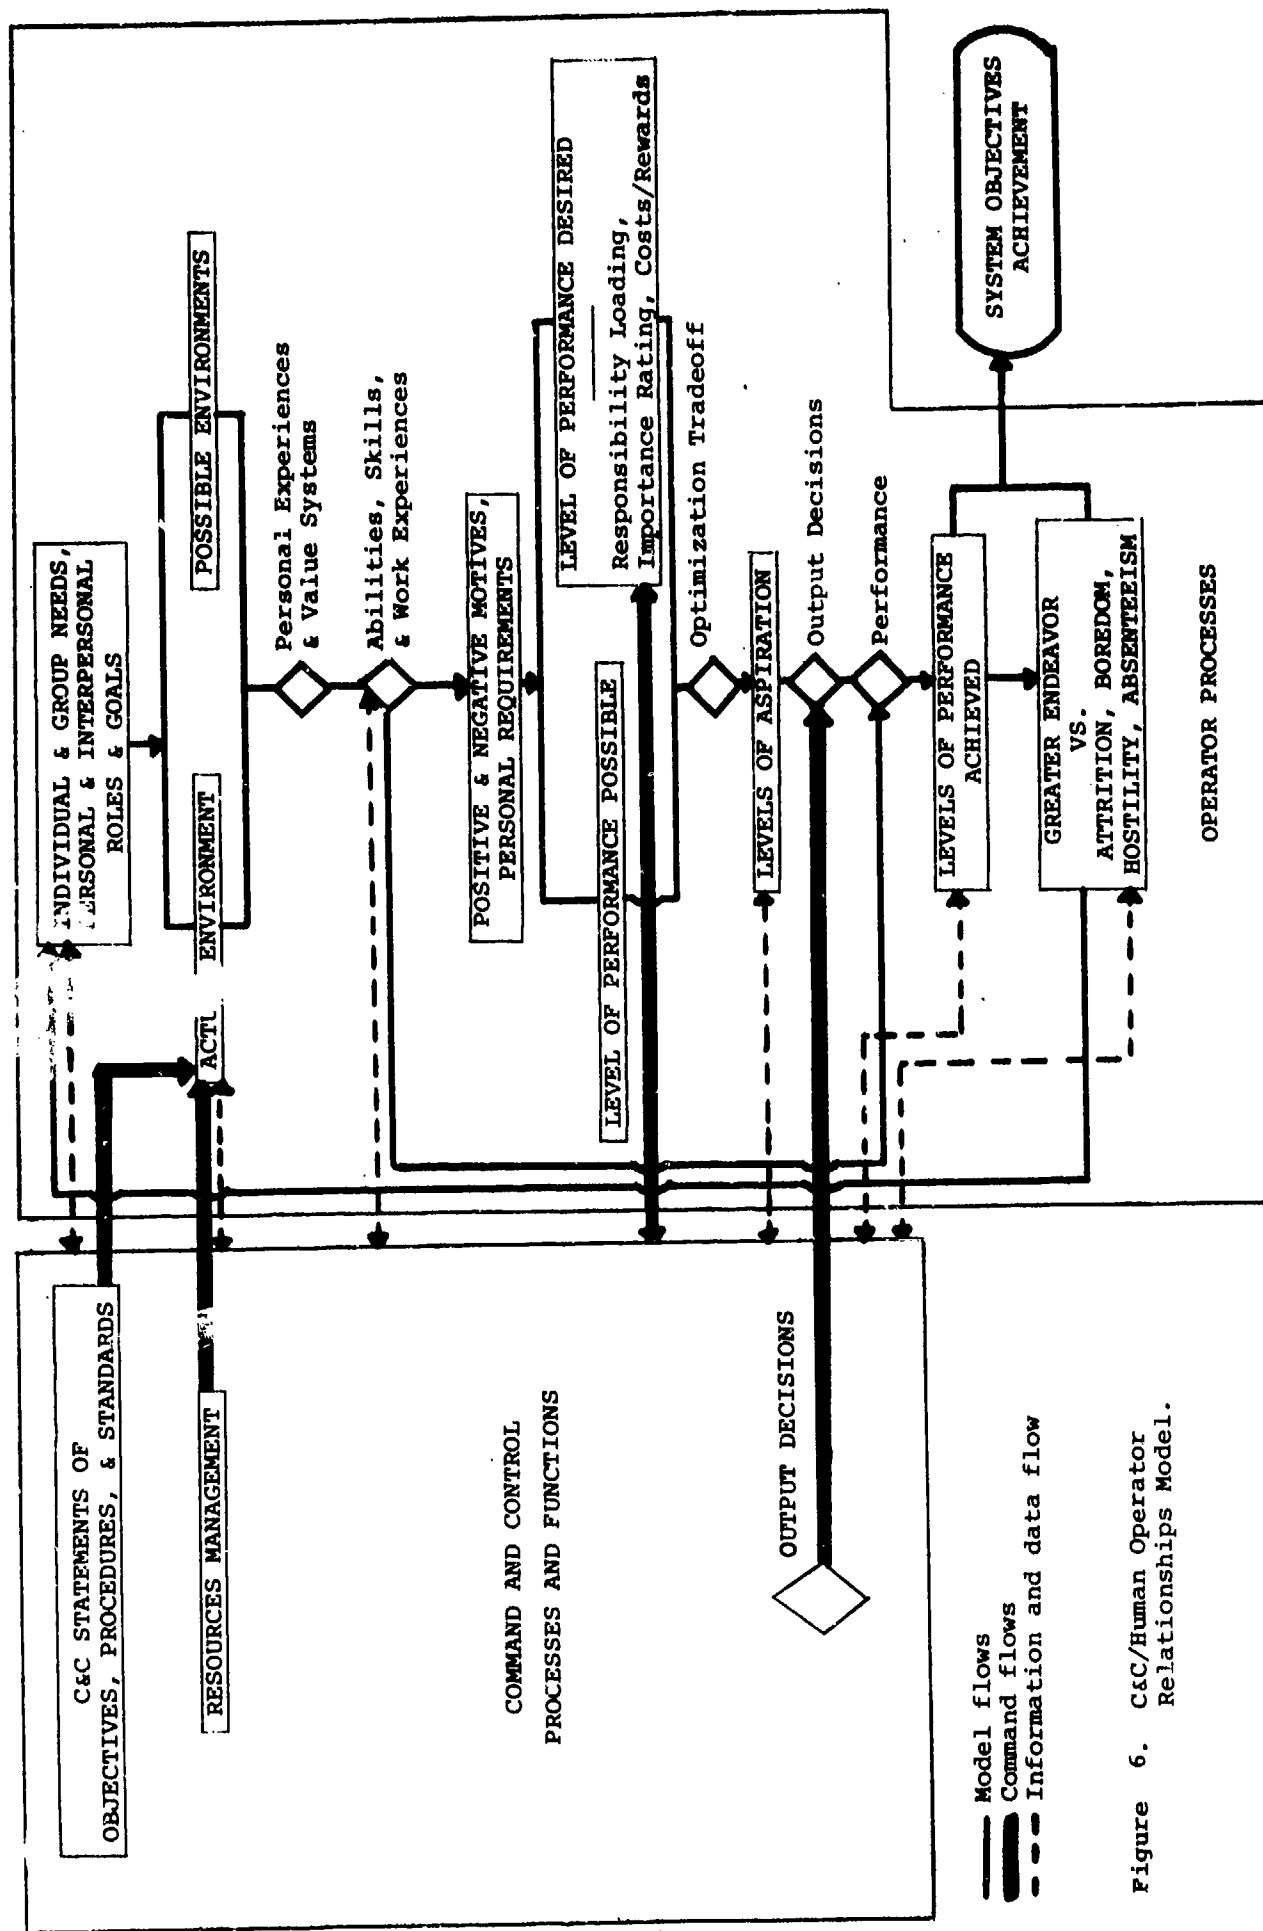 C&C STATEMENTS OF
OBJECTIVES, PROCEDURES, & STANDARDS
RESOURCES MANAGEMENT
COMMAND AND CONTROL
PROCESSES AND FUNCTIONS
OUTPUT DECISIONS
INDIVIDUAL & GROUP NEEDS,
PERSONAL & INTERPERSONAL
ROLES & GOALS
ENVIRONMENT
POSSIBLE ENVIRONMENTS
Personal Experiences
& Value Systems
Abilities, Skills,
& Work Experiences
POSITIVE & NEGATIVE MOTIVES,
PERSONAL REQUIREMENTS
LEVEL OF PERFORMANCE POSSIBLE
LEVEL OF PERFORMANCE DESIRED
Responsibility Loading,
Importance Rating, Costs/Rewards
Optimization Tradeoff
LEVELS OF ASPIRATION
Output Decisions
Performance
LEVELS OF PERFORMANCE
ACHIEVED
GREATER ENDEAVOR
VS.
ATTRITION, BOREDOM,
HOSTILITY, ABSENTEEISM
OPERATOR PROCESSES
SYSTEM OBJECTIVES
ACHIEVEMENT
Model flows
Command flows
Information and data flow
Figure 6. C&C/Human Operator
Relationships Model.